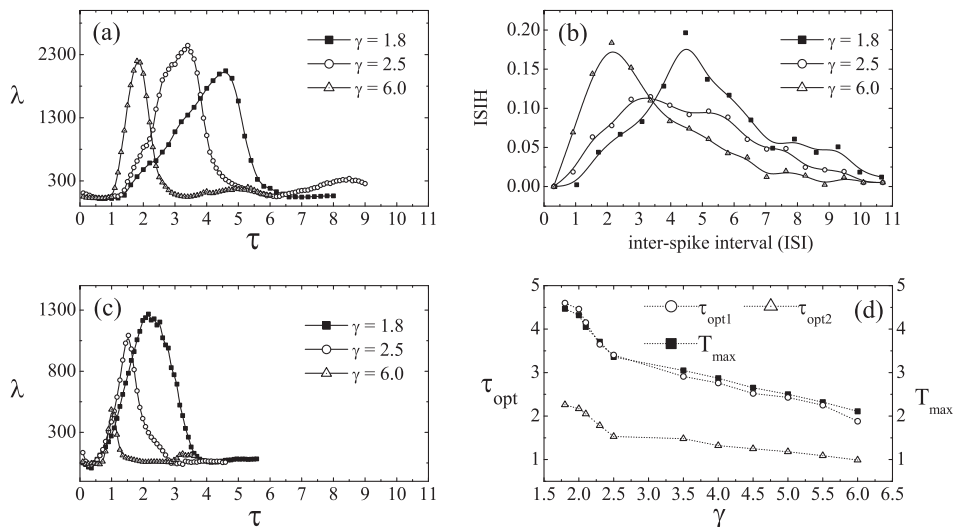 (a)
γ = 1.8
γ = 2.5
γ = 6.0
λ
2300
1300
300
0 1 2 3 4 5 6 7 8 9 10 11
τ
(b)
γ = 1.8
γ = 2.5
γ = 6.0
ISIH
0.20
0.15
0.10
0.05
0.00
0 1 2 3 4 5 6 7 8 9 10 11
inter-spike interval (ISI)
(c)
γ = 1.8
γ = 2.5
γ = 6.0
λ
1300
800
300
0 1 2 3 4 5 6 7 8 9 10 11
τ
(d)
τopt1 τopt2
Tmax
τopt
5
4
3
2
1
5
4
3
2
1
Tmax
1.5 2.0 2.5 3.0 3.5 4.0 4.5 5.0 5.5 6.0 6.5
γ